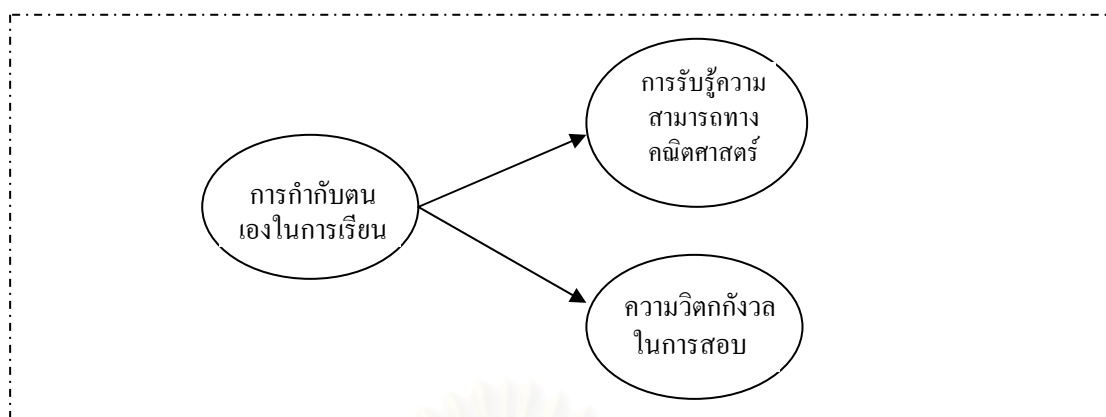 การรับรู้ความ
สามารถทาง
คณิตศาสตร์
การกำกับตน
เองในการเรียน
ความวิตกกังวล
ในการสอบ